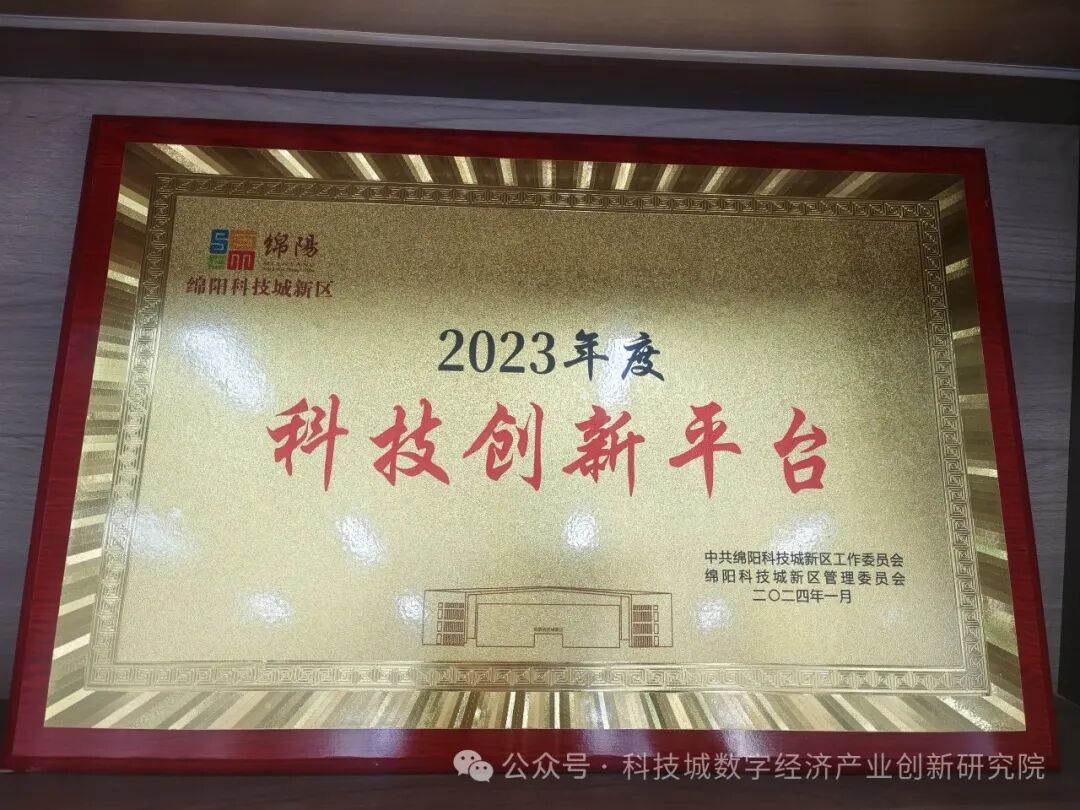 绵陽
绵阳科技城新区
2023年度
科技创新平台
中共绵阳科技城新区工作委员会
绵阳科技城新区管理委员会
二〇二四年一月
公众号·科技城数字经济产业创新研究院